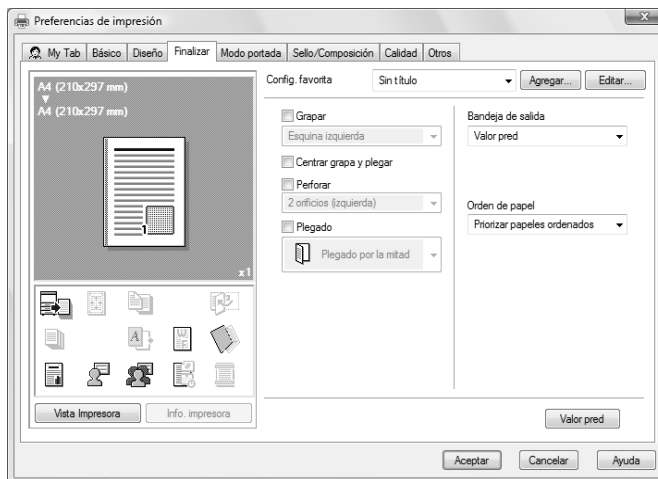 Preferencias de impresión
My Tab Básico Diseño Finalizar Modo portada Sello/Composición Calidad Otros
A4 (210x297 mm)
A4 (210x297 mm)
1
x1
Vista Impresora Info. impresora
Config. favorita Sin título Agregar... Editar...
Grapar
Esquina izquierda
Centrar grapa y plegar
Perforar
2 orificios (izquierda)
Plegado
Plegado por la mitad
Bandeja de salida
Valor pred
Orden de papel
Priorizar papeles ordenados
Valor pred
Aceptar Cancelar Ayuda